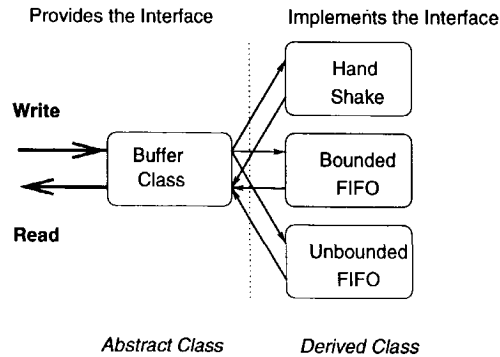 Provides the Interface
Implements the Interface
Hand
Shake
Write
Buffer
Class
Bounded
FIFO
Read
Unbounded
FIFO
Abstract Class
Derived Class